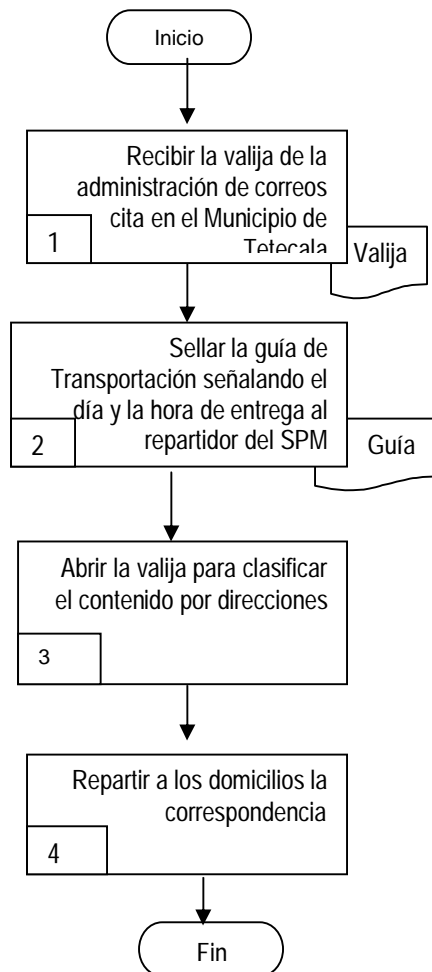 Inicio
Recibir la valija de la
administración de correos
cita en el Municipio de
Tetecala
1
Valija
Sellar la guía de
Transportación señalando el
día y la hora de entrega al
repartidor del SPM
2
Guía
Abrir la valija para clasificar
el contenido por direcciones
3
Repartir a los domicilios la
correspondencia
4
Fin